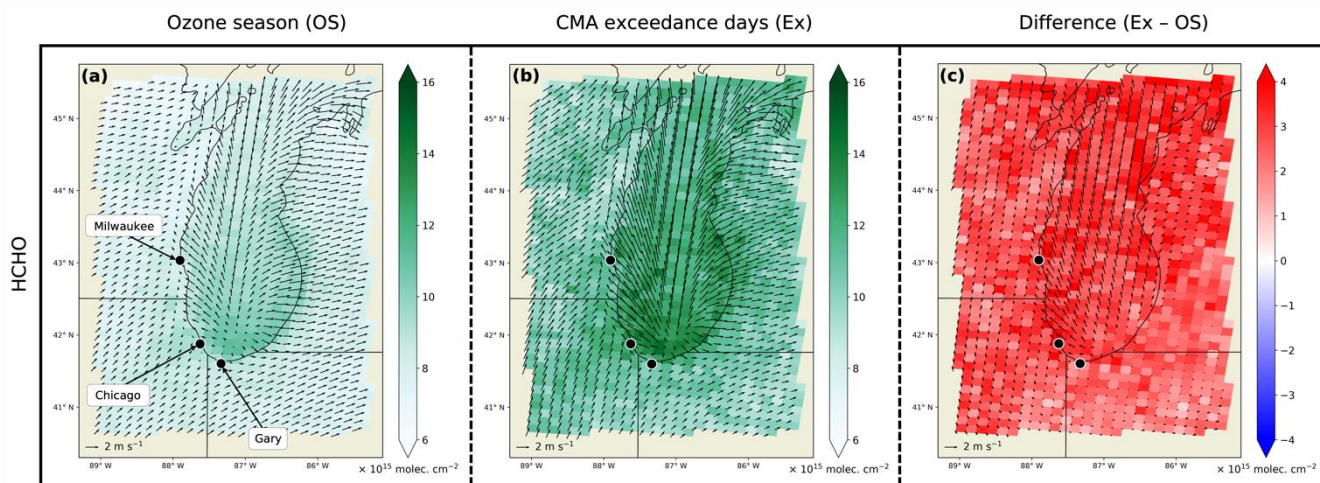 Ozone season (OS)
CMA exceedance days (Ex)
Difference (Ex – OS)
HCHO
(a)
45° N
44° N
43° N
42° N
41° N
89° W
88° W
87° W
86° W
Milwaukee
Chicago
Gary
2 m s⁻¹
16
14
12
10
8
6
× 10¹⁵ molec. cm⁻²
(b)
45° N
44° N
43° N
42° N
41° N
89° W
88° W
87° W
86° W
2 m s⁻¹
16
14
12
10
8
6
× 10¹⁵ molec. cm⁻²
(c)
45° N
44° N
43° N
42° N
41° N
89° W
88° W
87° W
86° W
2 m s⁻¹
4
3
2
1
0
−1
−2
−3
−4
× 10¹⁵ molec. cm⁻²